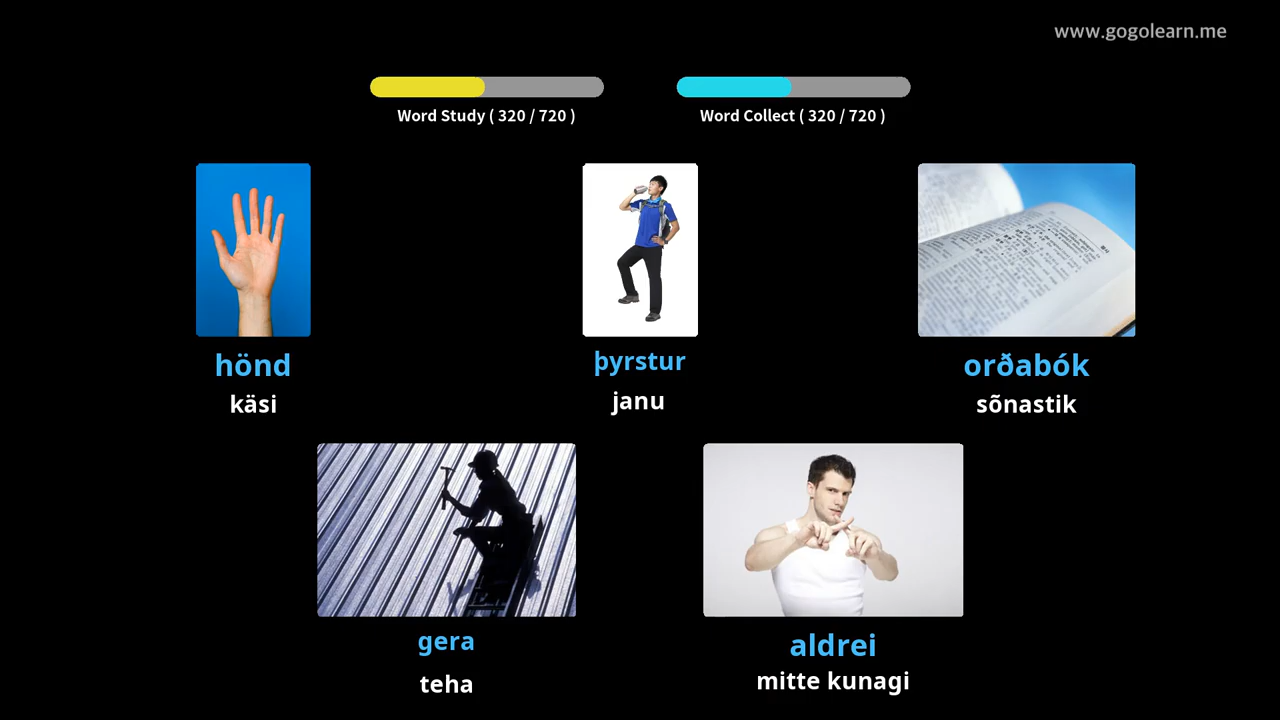 www.gogolearn.me
Word Study ( 320 / 720 )
Word Collect ( 320 / 720 )
hönd
käsi
þyrstur
janu
orðabók
sõnastik
gera
teha
aldrei
mitte kunagi